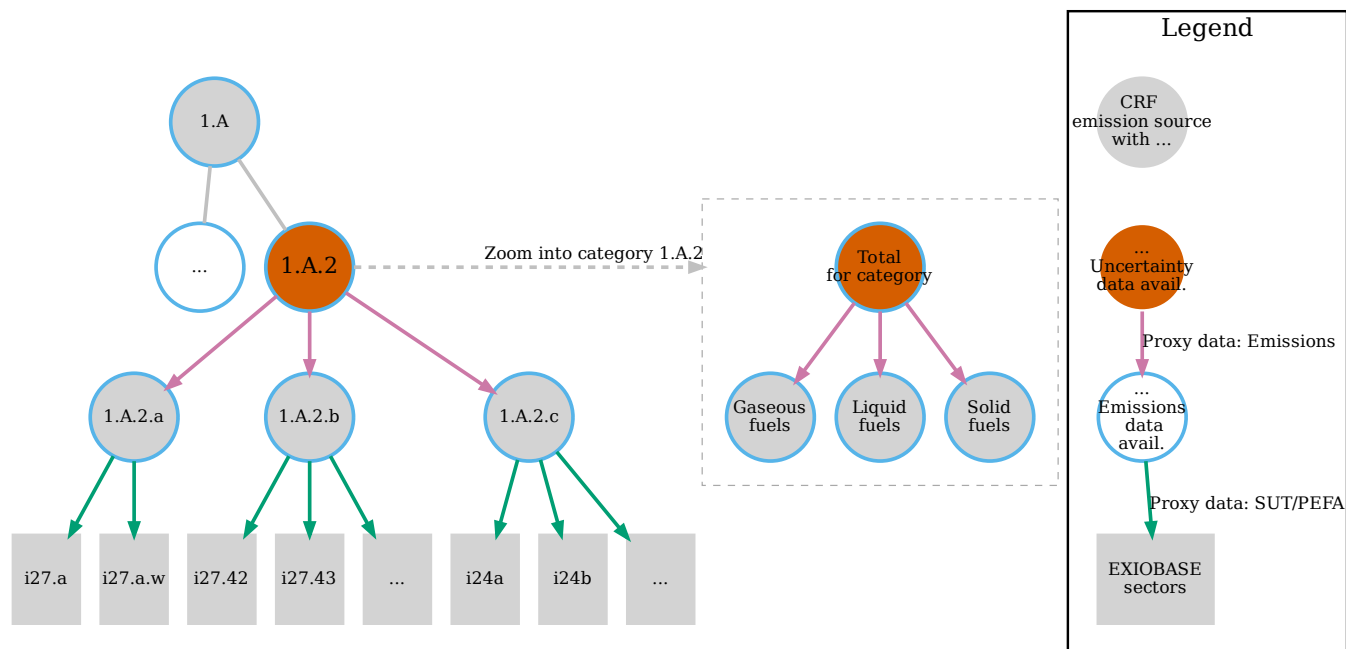 Legend
1.A
CRF
emission source
with ...
...
1.A.2
Zoom into category 1.A.2
Total
for category
...
Uncertainty
data avail.
Proxy data: Emissions
1.A.2.a
1.A.2.b
1.A.2.c
Gaseous
fuels
Liquid
fuels
Solid
fuels
...
Emissions
data
avail.
Proxy data: SUT/PEFA
i27.a
i27.a.w
i27.42
i27.43
...
i24a
i24b
...
EXIOBASE
sectors